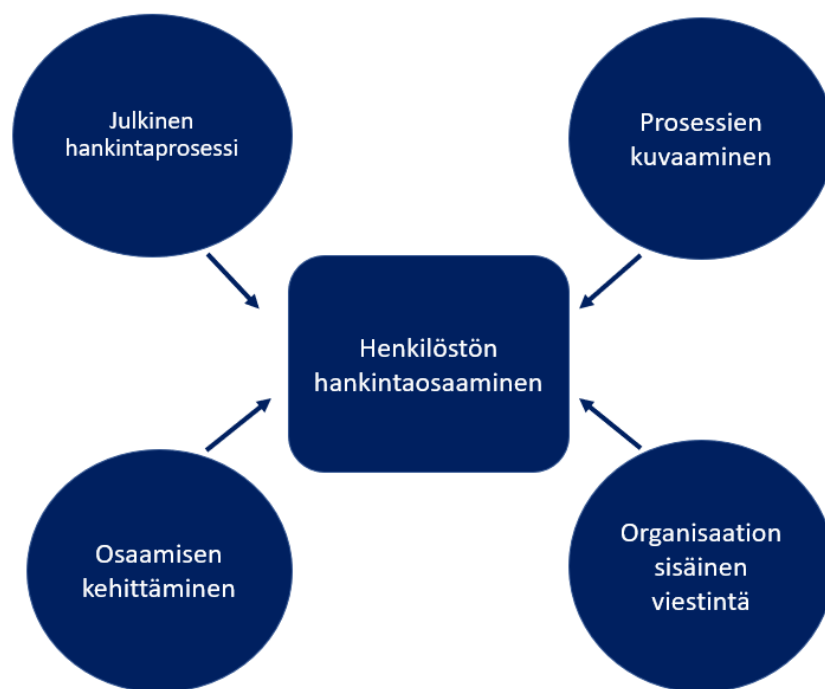 Julkinen
hankintaprosessi
Prosessien
kuvaaminen
Henkilöstön
hankintaosaaminen
Osaamisen
kehittäminen
Organisaation
sisäinen
viestintä